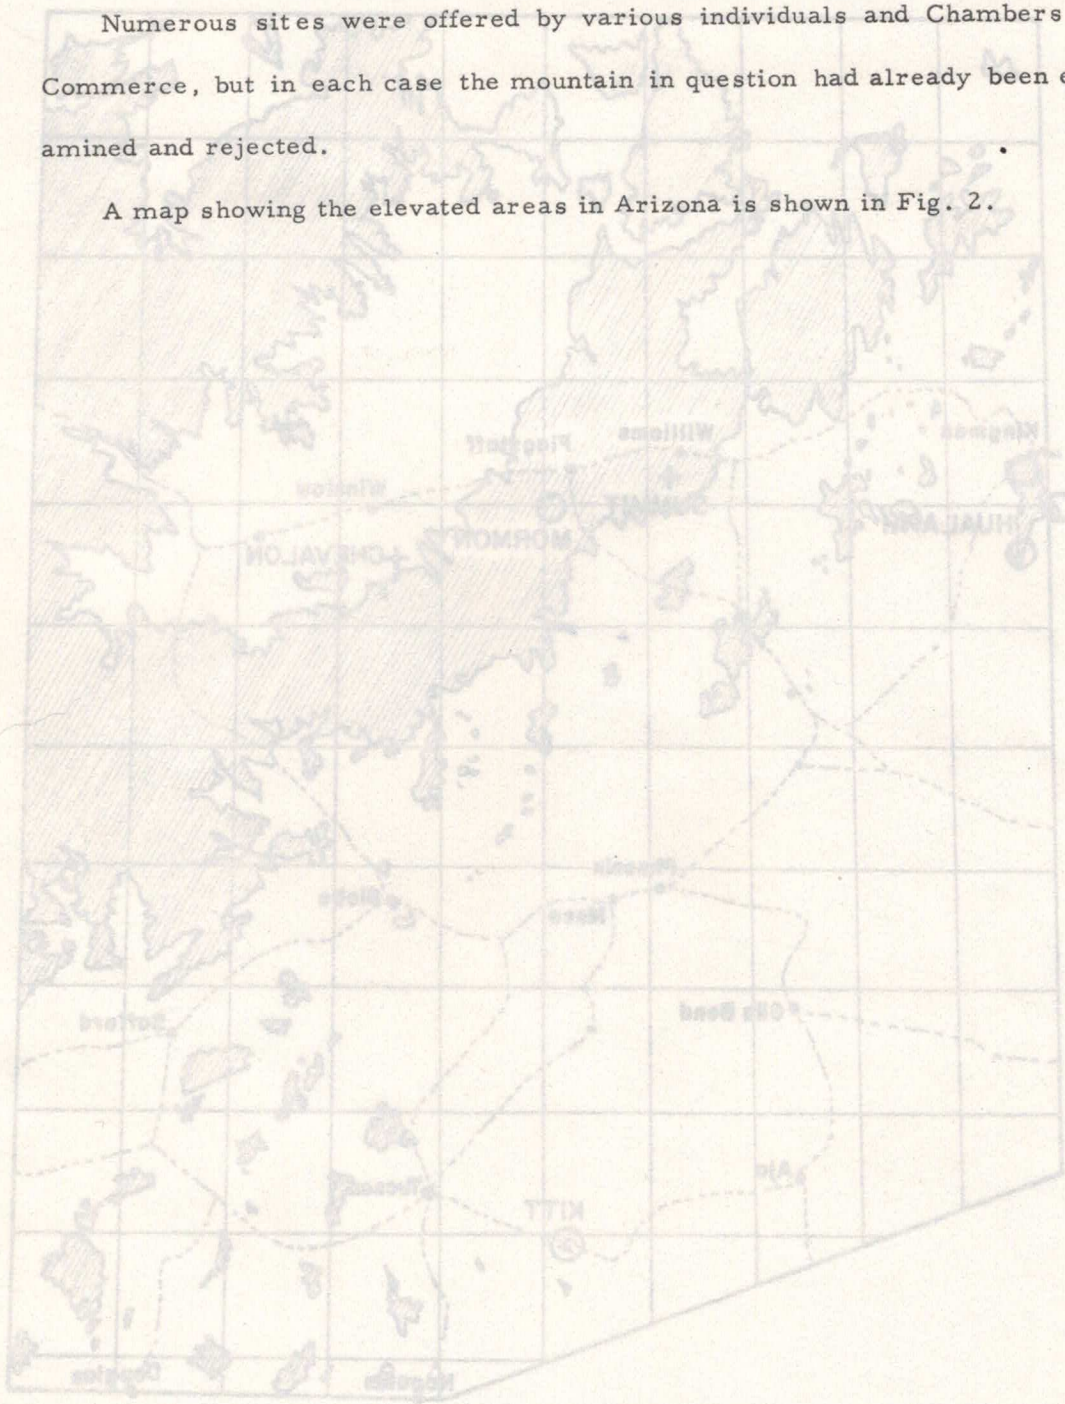 Numerous sites were offered by various individuals and Chambers
Commerce, but in each case the mountain in question had already been e
amined and rejected.
A map showing the elevated areas in Arizona is shown in Fig. 2.
Williams
Flagstaff
Kingman
Winslow
SUMMIT
HUALAPAI
MORMON
CHEVALON
Phoenix
Globe
Mesa
Gila Bend
Safford
Ajo
Tucson
KITT
Douglas
Nogales